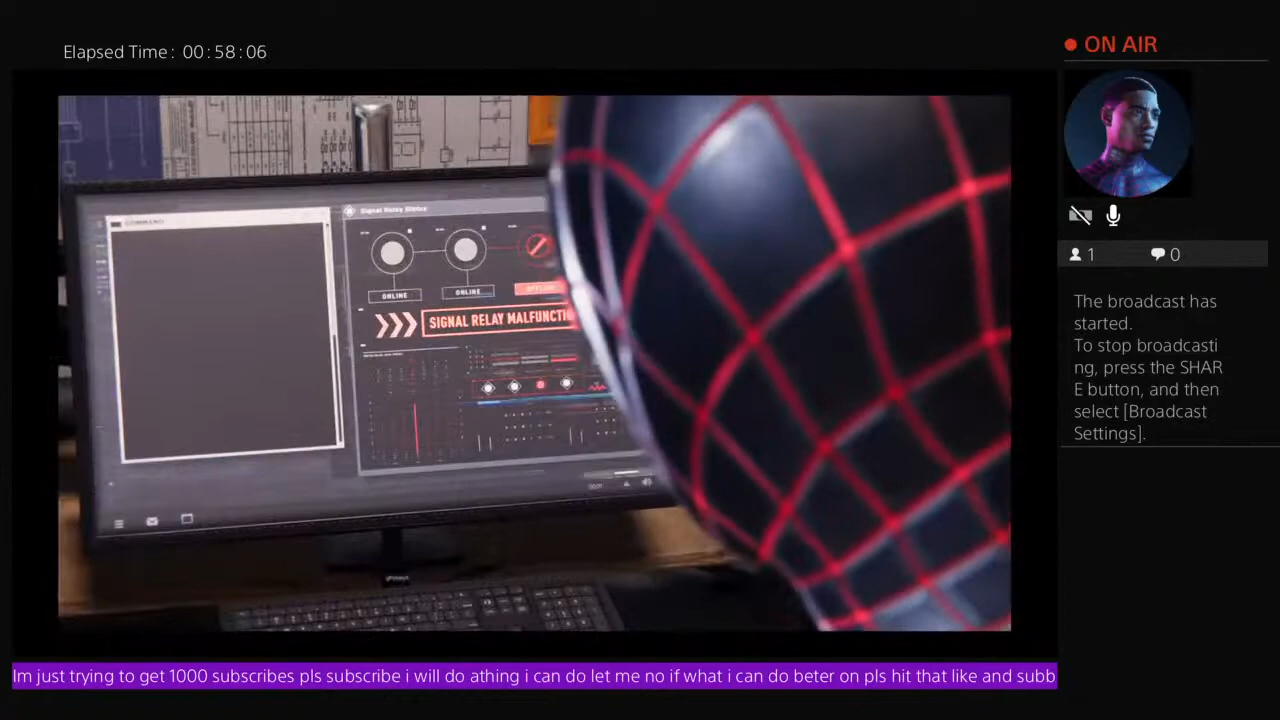 Elapsed Time: 00:58:06
ON AIR
1
0
The broadcast has
started.
To stop broadcasti
ng, press the SHAR
E button, and then
select [Broadcast
Settings].
COMMAND
Signal Relay Status
ONLINE
ONLINE
OFFLINE
SIGNAL RELAY MALFUNCTIO
Im just trying to get 1000 subscribes pls subscribe i will do athing i can do let me no if what i can do beter on pls hit that like and subb